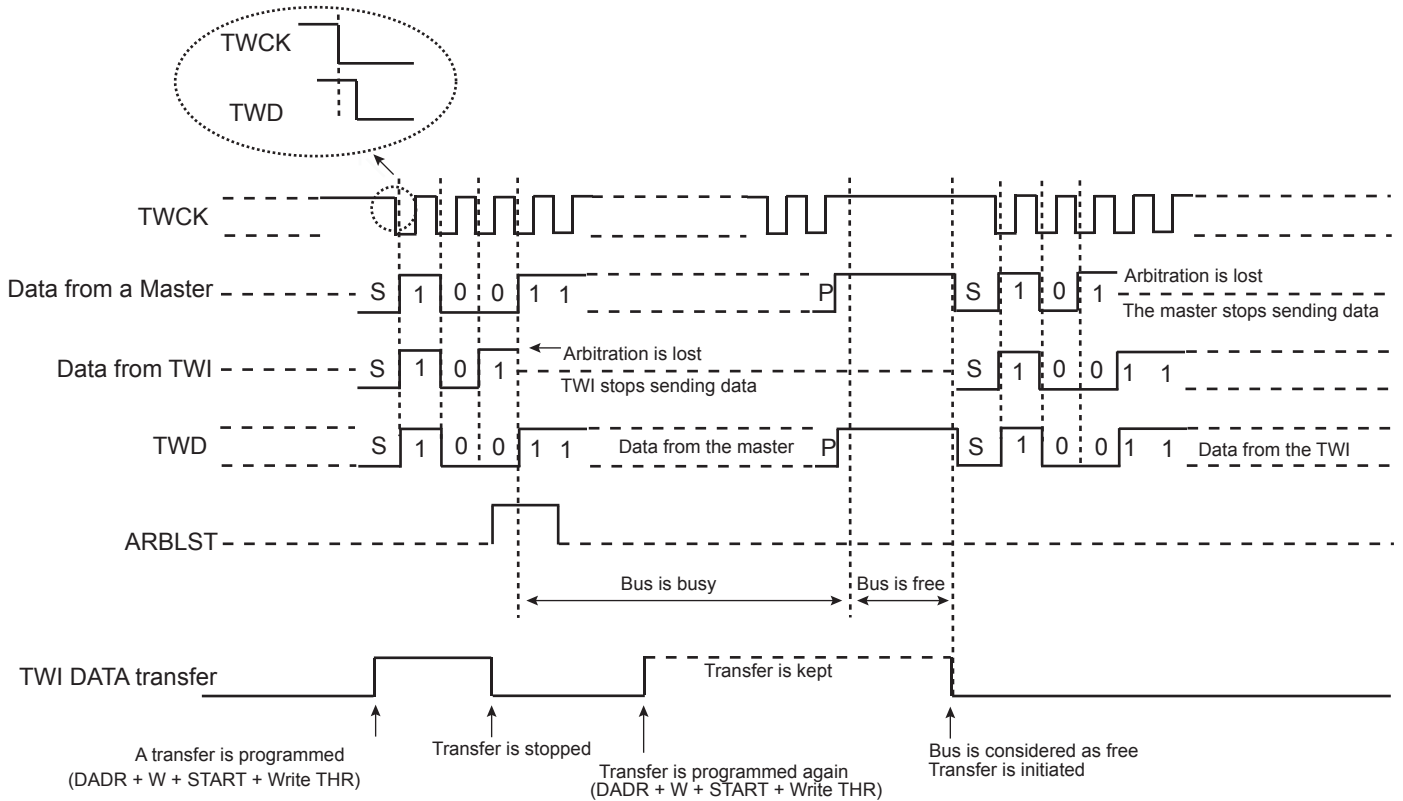 TWCK
TWD
TWCK
Data from a Master S 1 0 0 1 1 P S 1 0 1 Arbitration is lost
The master stops sending data
Data from TWI S 1 0 1 Arbitration is lost S 1 0 0 1 1
TWI stops sending data
TWD S 1 0 0 1 1 Data from the master P S 1 0 0 1 1 Data from the TWI
ARBLST
Bus is busy Bus is free
TWI DATA transfer Transfer is kept
A transfer is programmed
(DADR + W + START + Write THR)
Transfer is stopped
Transfer is programmed again
(DADR + W + START + Write THR)
Bus is considered as free
Transfer is initiated